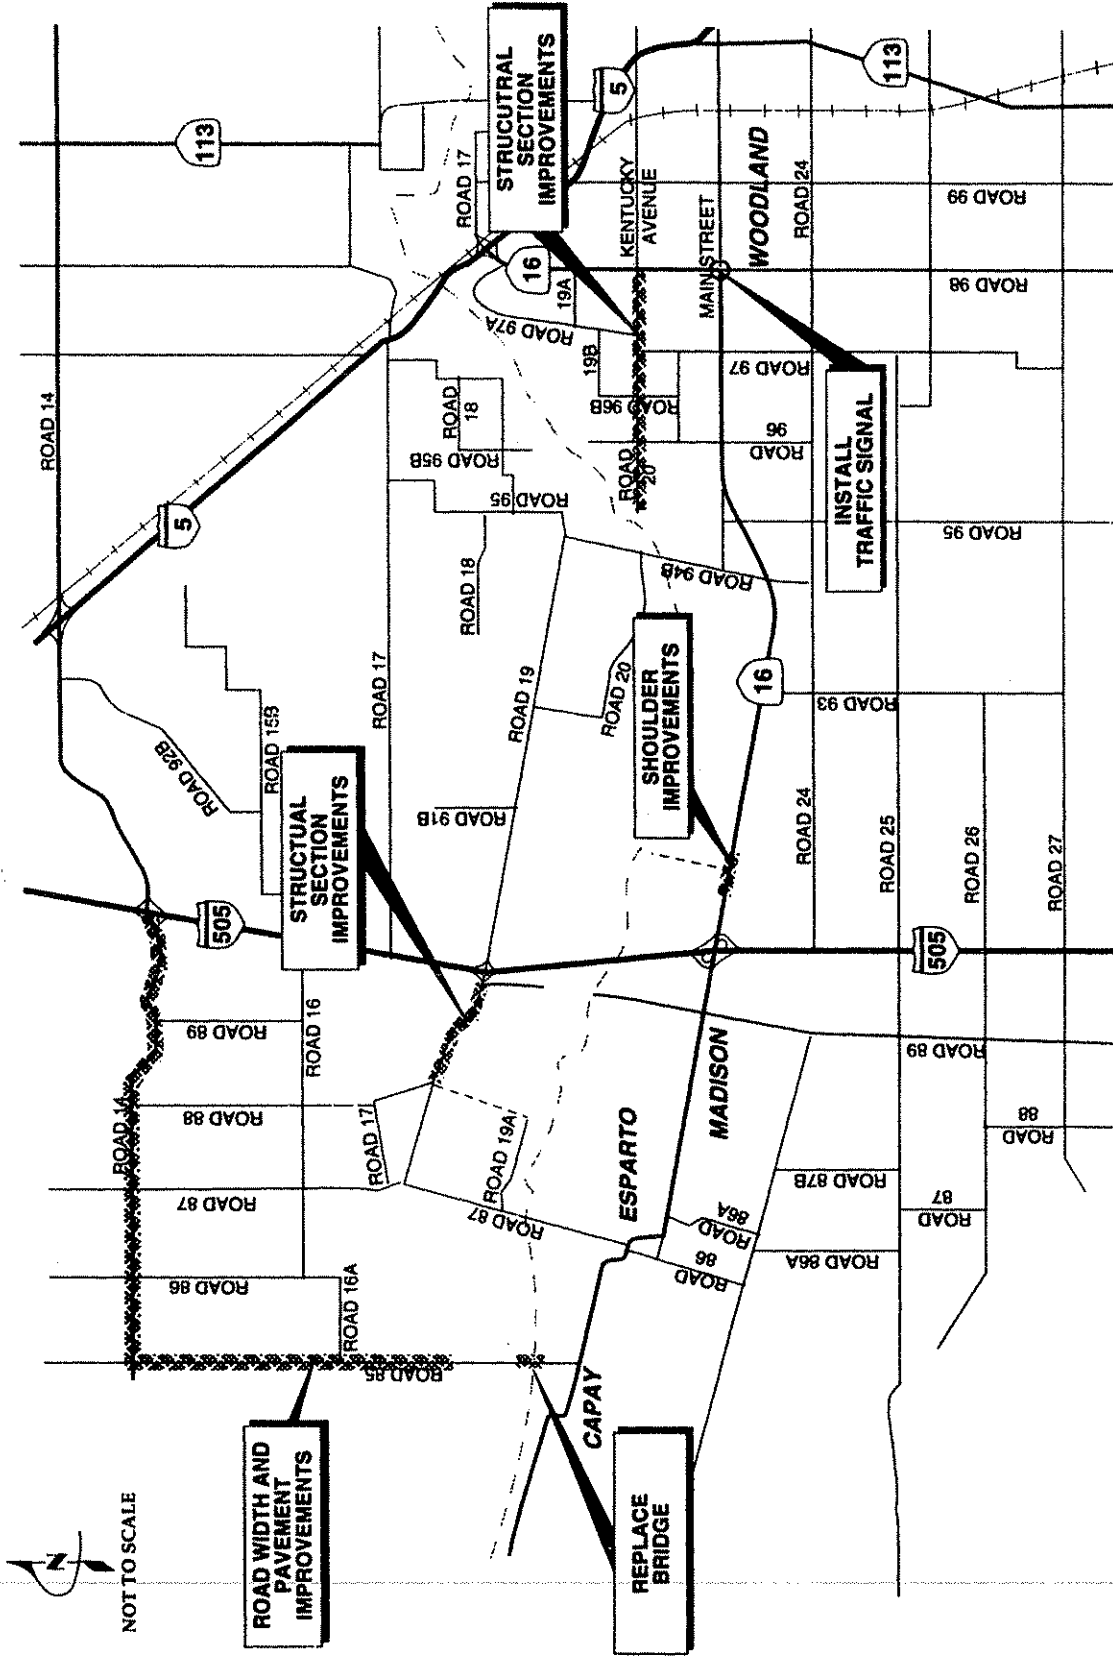 NOT TO SCALE
N
ROAD WIDTH AND
PAVEMENT
IMPROVEMENTS
REPLACE
BRIDGE
STRUCTUAL
SECTION
IMPROVEMENTS
SHOULDER
IMPROVEMENTS
INSTALL
TRAFFIC SIGNAL
STRUCUTRAL
SECTION
IMPROVEMENTS
ROAD 14
ROAD 14
113
5
505
ROAD 92B
ROAD 15B
ROAD 89
ROAD 16
ROAD 88
ROAD 87
ROAD 86
ROAD 16A
ROAD 85
ROAD 17
ROAD 17
ROAD 17
ROAD 18
ROAD
18
ROAD 95B
ROAD 95
ROAD 91B
ROAD 19
ROAD 19A
ROAD 87
ROAD 20
ROAD 94B
ROAD 97A
16
19A
19B
ROAD 96B
ROAD
20
KENTUCKY
AVENUE
5
113
MAIN STREET
WOODLAND
ROAD 24
ROAD 99
ROAD 98
ROAD 97
ROAD
96
ROAD 95
16
ROAD 93
ROAD 24
ROAD 25
ROAD 26
ROAD 27
505
CAPAY
ESPARTO
MADISON
ROAD
86
ROAD
86A
ROAD 86A
ROAD 87B
ROAD
87
ROAD
88
ROAD 89